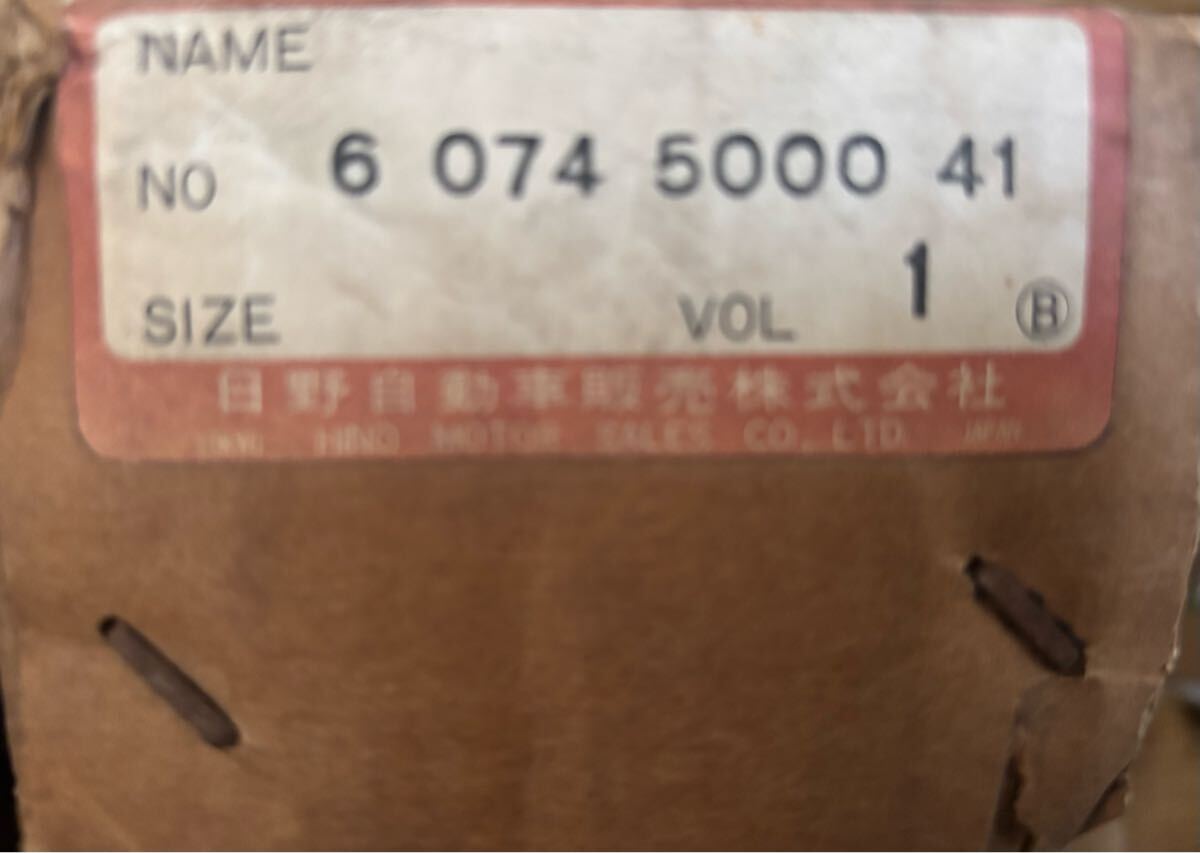 NAME
NO 6 074 5000 41
SIZE VOL 1 Ⓑ
日野自動車販売株式会社
TOKYO HINO MOTOR SALES CO., LTD. JAPAN